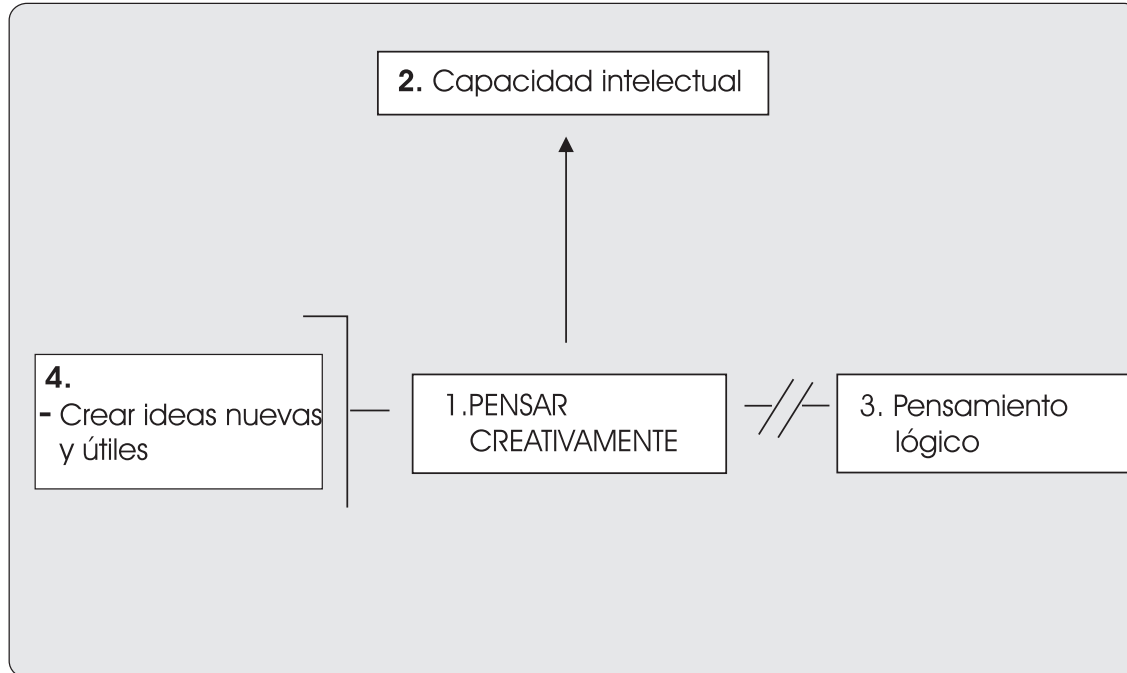 2. Capacidad intelectual
4.
- Crear ideas nuevas
y útiles
1.PENSAR
CREATIVAMENTE
3. Pensamiento
lógico